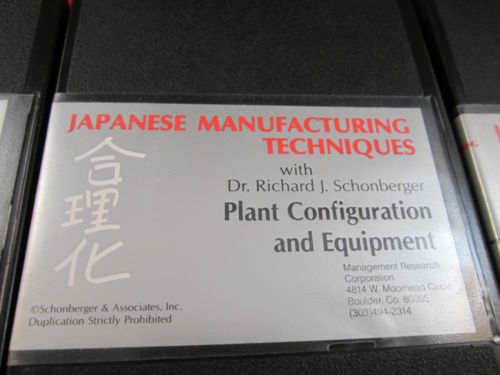 JAPANESE MANUFACTURING
TECHNIQUES
with
Dr. Richard J. Schonberger
Plant Configuration
and Equipment
合理化
Management Research
Corporation
4814 W. Moorhead Circle
Boulder, Co. 80305
(303)494-2314
©Schonberger & Associates, Inc.
Duplication Strictly Prohibited